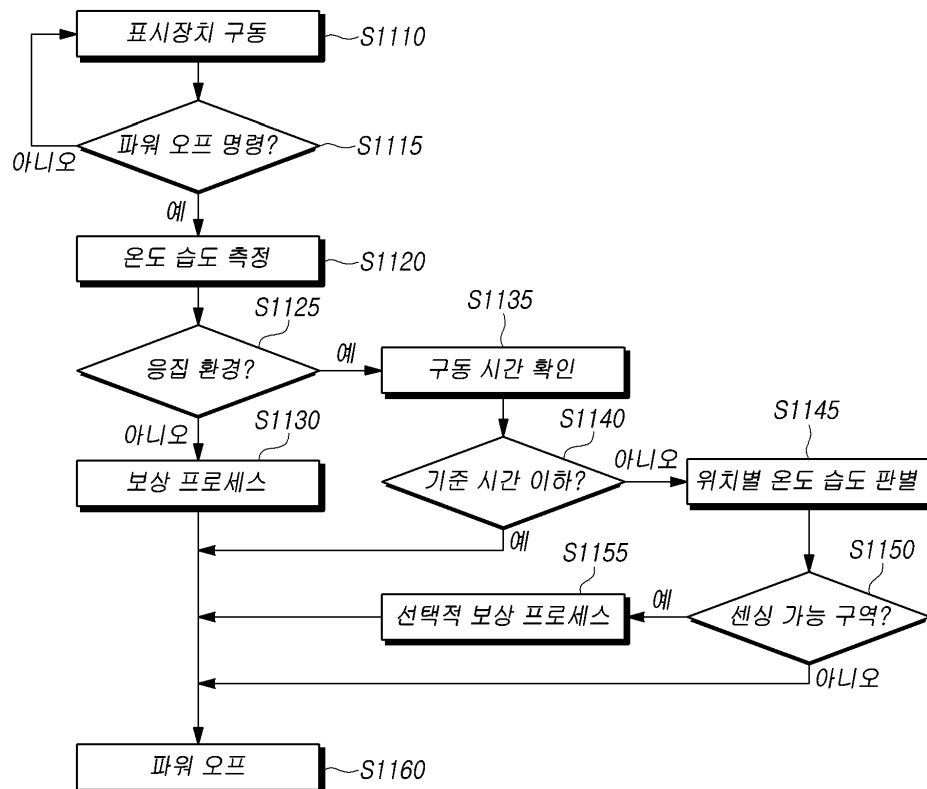 표시장치 구동
S1110
파워 오프 명령?
S1115
아니오
예
온도 습도 측정
S1120
S1125
응집 환경?
예
S1135
구동 시간 확인
아니오
S1130
보상 프로세스
S1140
기준 시간 이하?
아니오
예
S1145
위치별 온도 습도 판별
S1150
센싱 가능 구역?
예
아니오
S1155
선택적 보상 프로세스
파워 오프
S1160